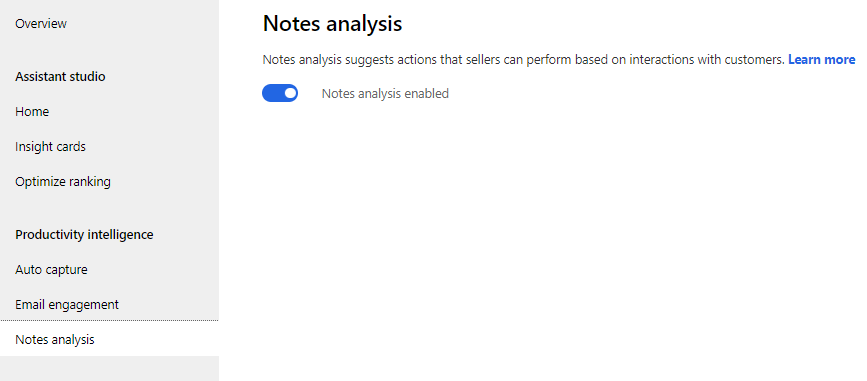 Overview
Assistant studio
Home
Insight cards
Optimize ranking
Productivity intelligence
Auto capture
Email engagement
Notes analysis
Notes analysis
Notes analysis suggests actions that sellers can perform based on interactions with customers. Learn more
Notes analysis enabled